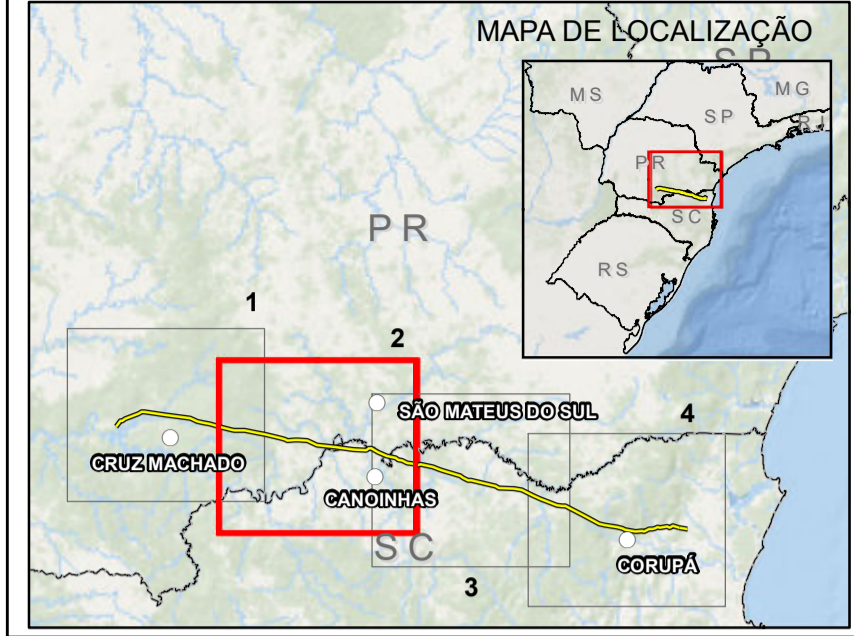 MAPA DE LOCALIZAÇÃO
SP
MS
MG
SP
RJ
PR
SC
RS
PR
1
2
SÃO MATEUS DO SUL
4
CRUZ MACHADO
CANOINHAS
SC
CORUPÁ
3